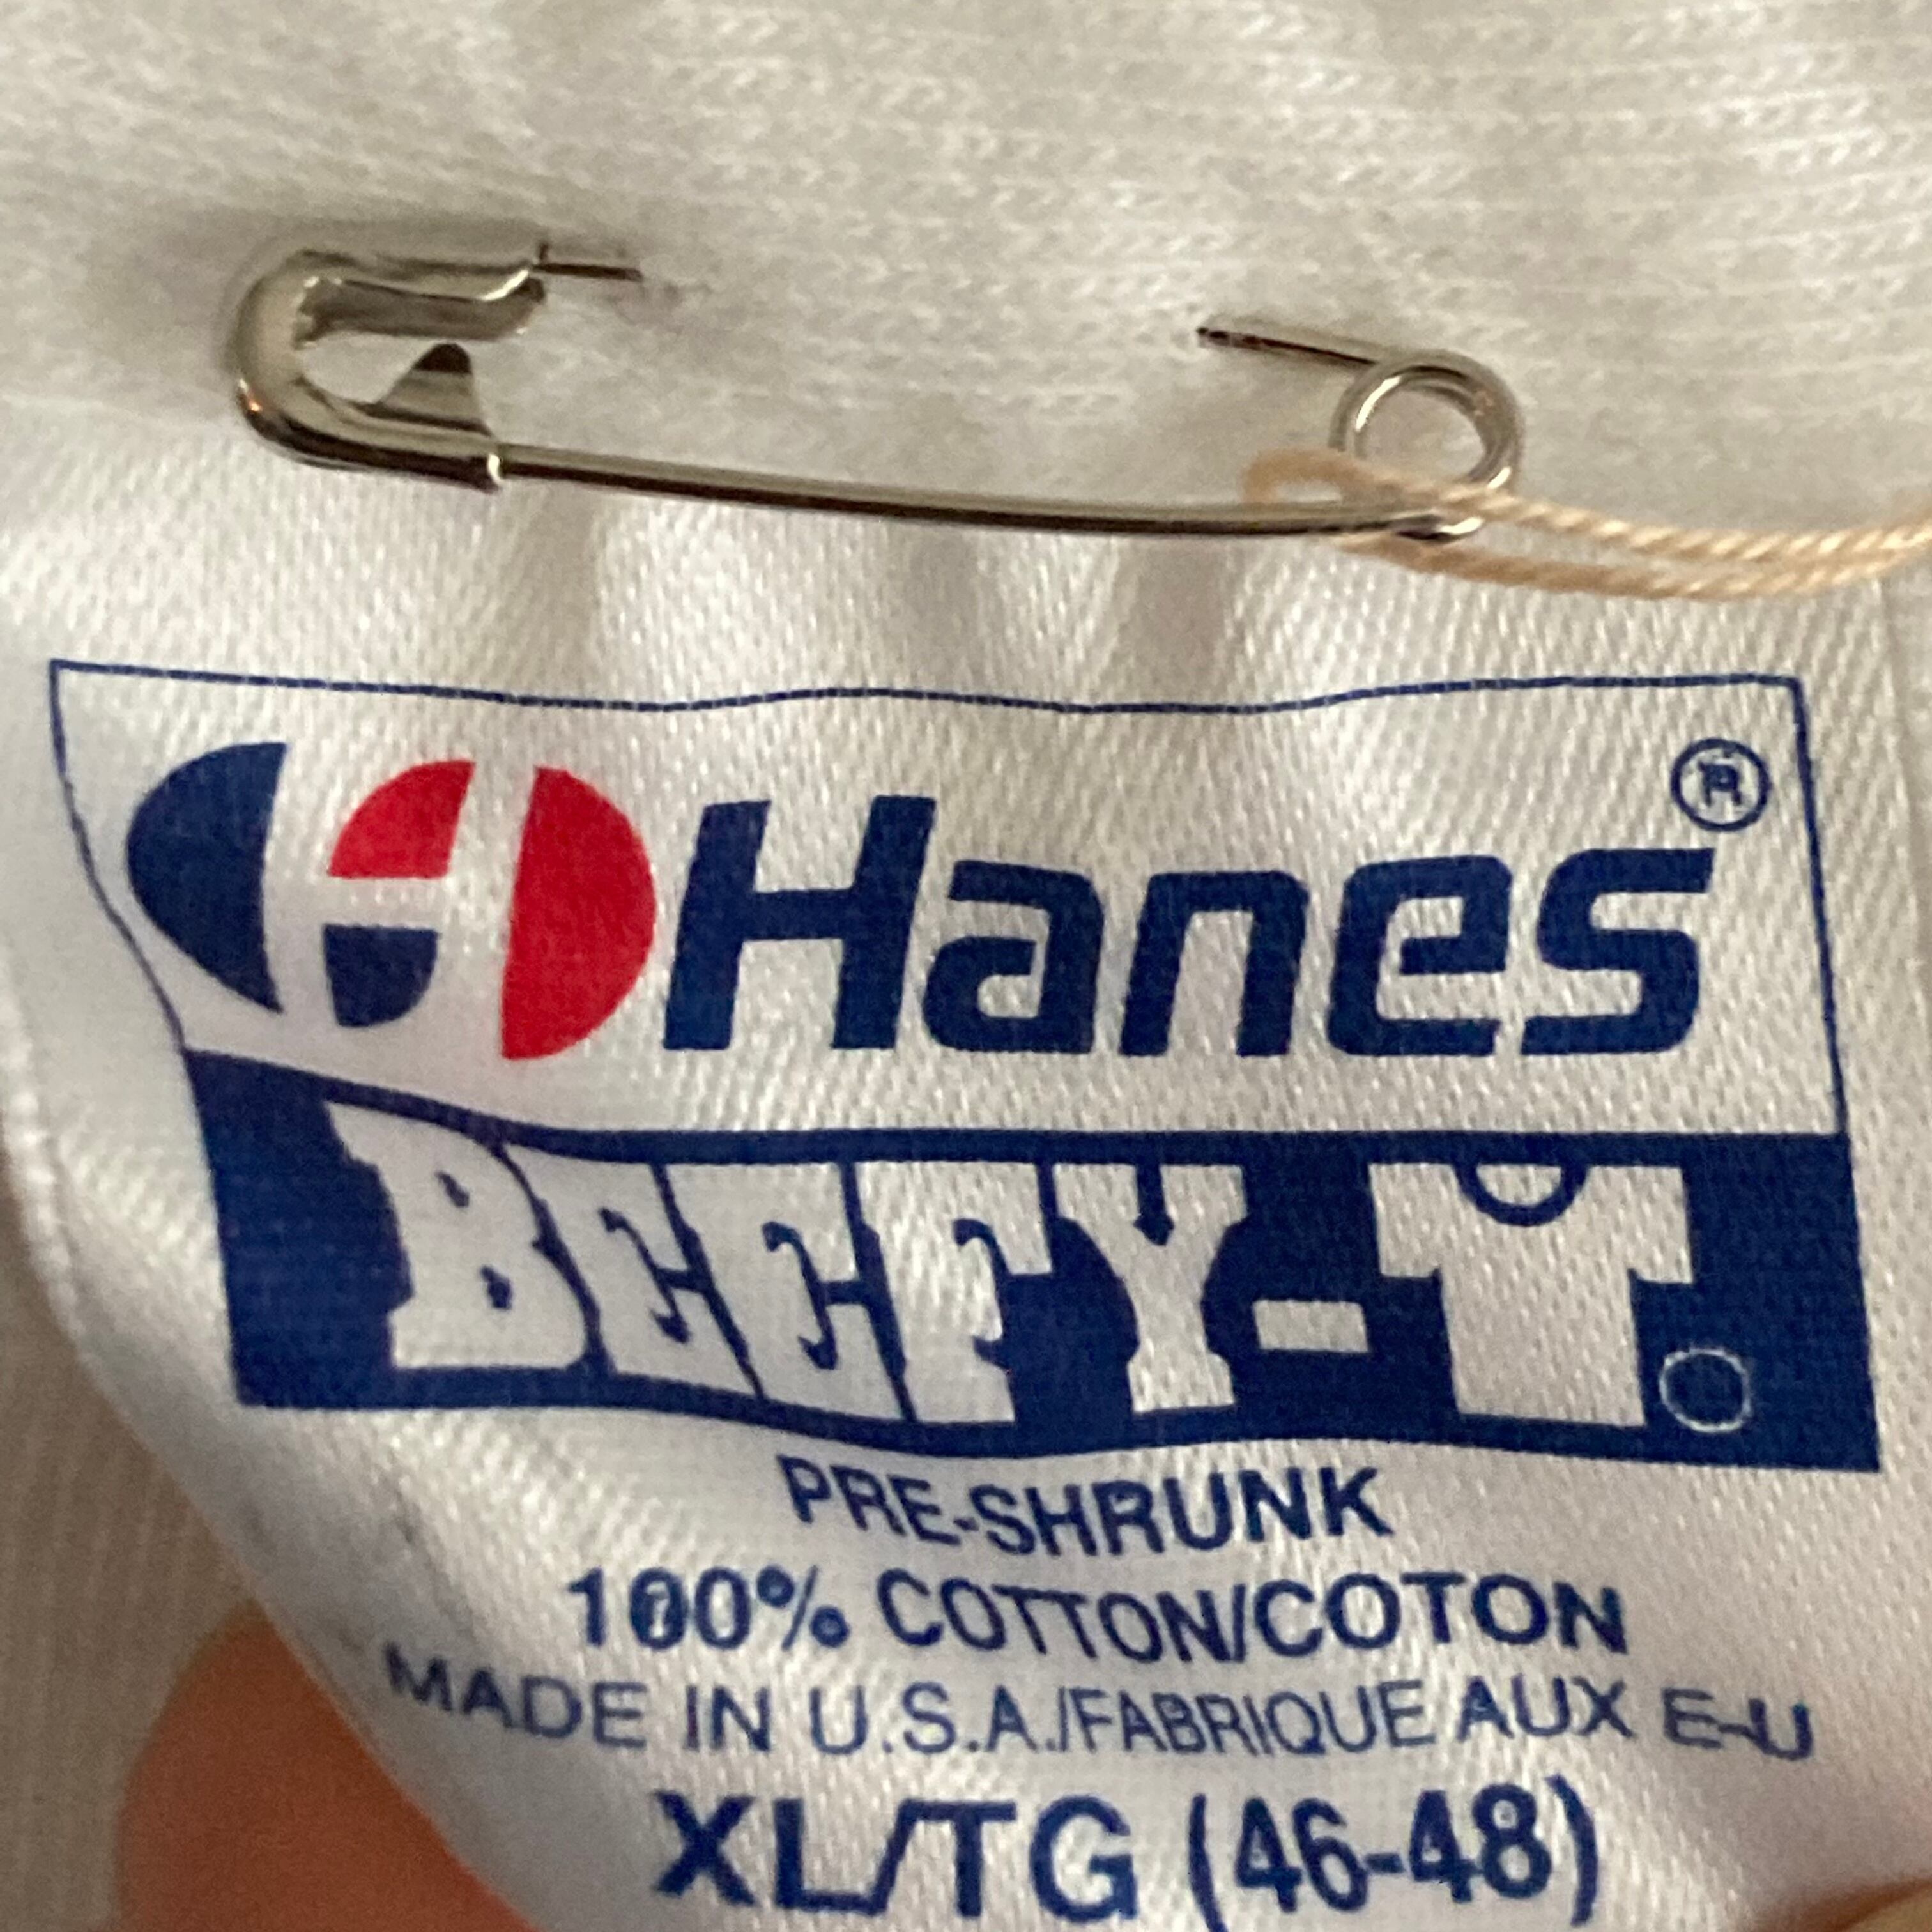 Hanes®
BEEFY-T
PRE-SHRUNK
100% COTTON/COTON
MADE IN U.S.A./FABRIQUE AUX E-U
XL/TG (46-48)